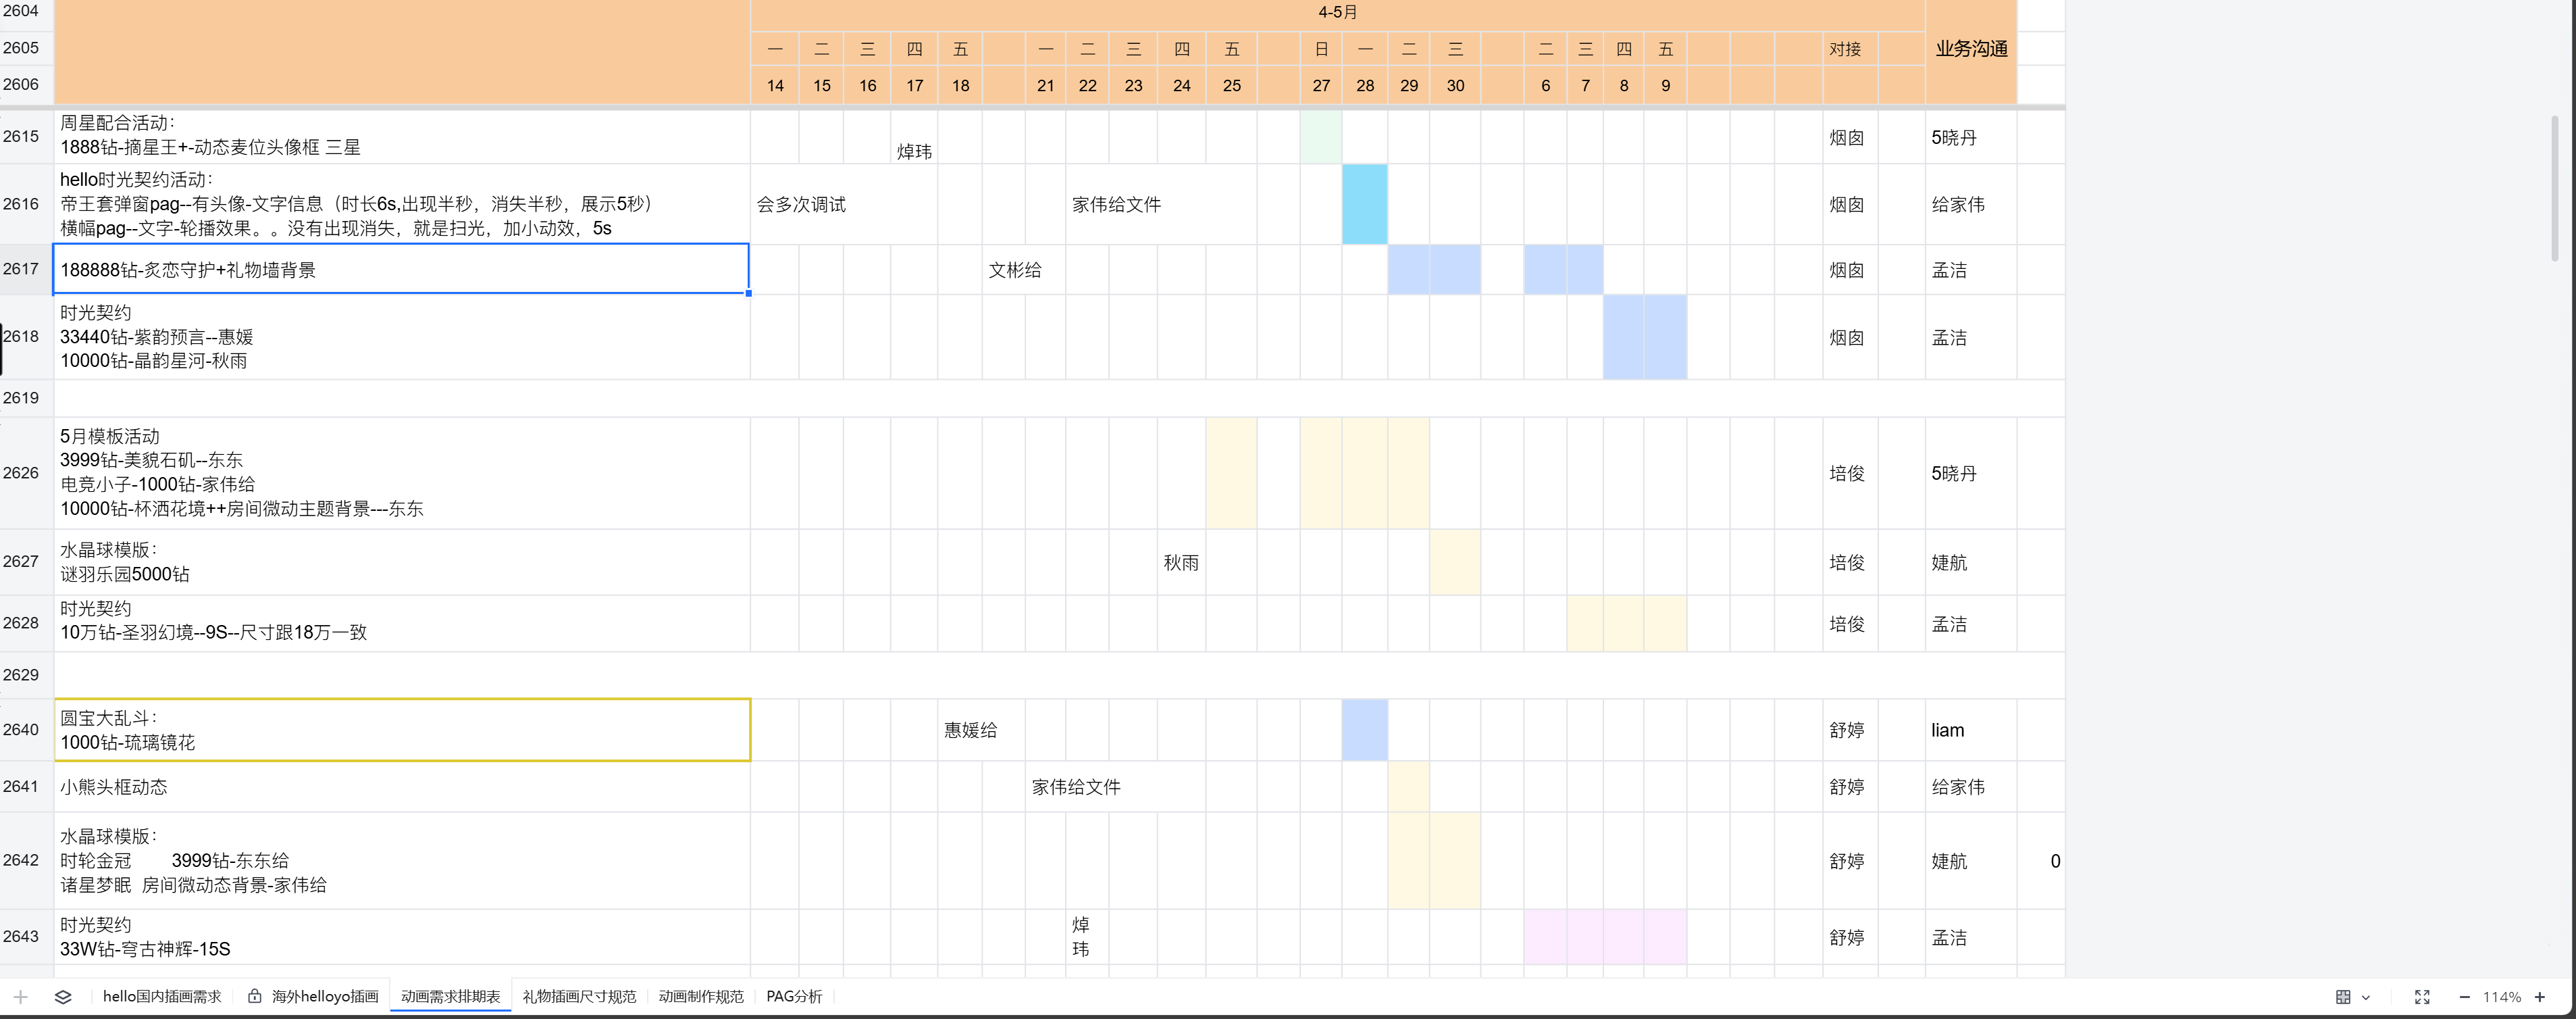 2604 4-5月
2605 一 二 三 四 五 一 二 三 四 五 日 一 二 三 二 三 四 五 对接 业务沟通
2606 14 15 16 17 18 21 22 23 24 25 27 28 29 30 6 7 8 9
2615 周星配合活动：
1888钻-摘星王+-动态麦位头像框 三星 焯玮 烟囱 5晓丹
2616 hello时光契约活动：
帝王套弹窗pag--有头像-文字信息（时长6s,出现半秒，消失半秒，展示5秒） 会多次调试 家伟给文件 烟囱 给家伟
横幅pag--文字-轮播效果。。没有出现消失，就是扫光，加小动效，5s
2617 188888钻-炙恋守护+礼物墙背景 文彬给 烟囱 孟洁
2618 时光契约
33440钻-紫韵预言--惠媛 烟囱 孟洁
10000钻-晶韵星河-秋雨
2619
2626 5月模板活动
3999钻-美貌石矶--东东 培俊 5晓丹
电竞小子-1000钻-家伟给
10000钻-杯洒花境++房间微动主题背景---东东
2627 水晶球模版：
谜羽乐园5000钻 秋雨 培俊 婕航
2628 时光契约
10万钻-圣羽幻境--9S--尺寸跟18万一致 培俊 孟洁
2629
2640 圆宝大乱斗：
1000钻-琉璃镜花 惠媛给 舒婷 liam
2641 小熊头框动态 家伟给文件 舒婷 给家伟
2642 水晶球模版：
时轮金冠 3999钻-东东给 舒婷 婕航 0
诸星梦眠 房间微动态背景-家伟给
2643 时光契约 焯
33W钻-穹古神辉-15S 玮 舒婷 孟洁
hello国内插画需求 海外helloyo插画 动画需求排期表 礼物插画尺寸规范 动画制作规范 PAG分析 114%